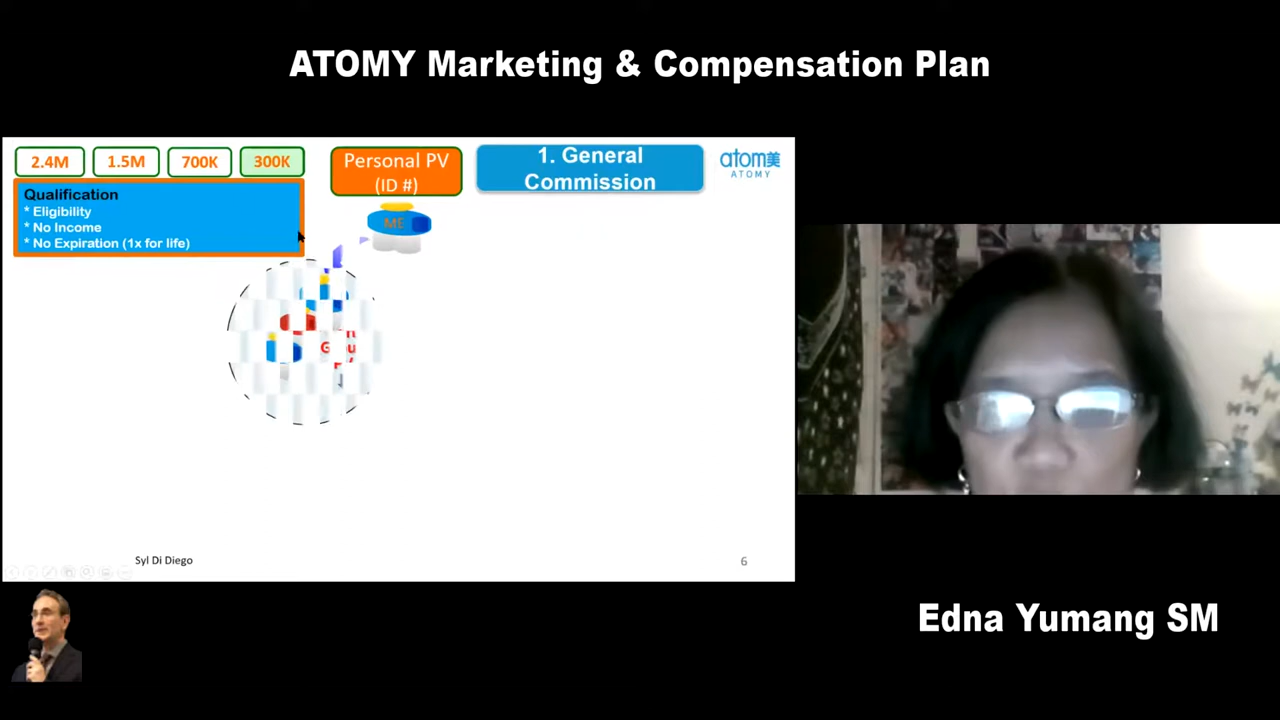 ATOMY Marketing & Compensation Plan
2.4M
1.5M
700K
300K
Personal PV
(ID #)
1. General
Commission
atom美
ATOMY
Qualification
* Eligibility
* No Income
* No Expiration (1x for life)
ME
Syl Di Diego
6
Edna Yumang SM